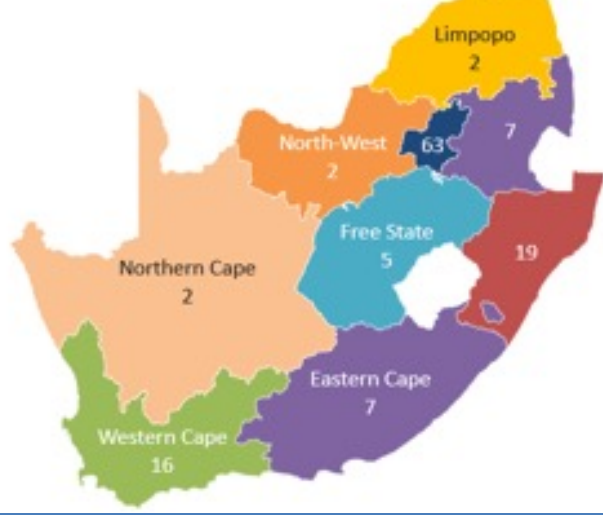 Limpopo
2
7
North-West
2
63
Free State
5
19
Northern Cape
2
Eastern Cape
7
Western Cape
16